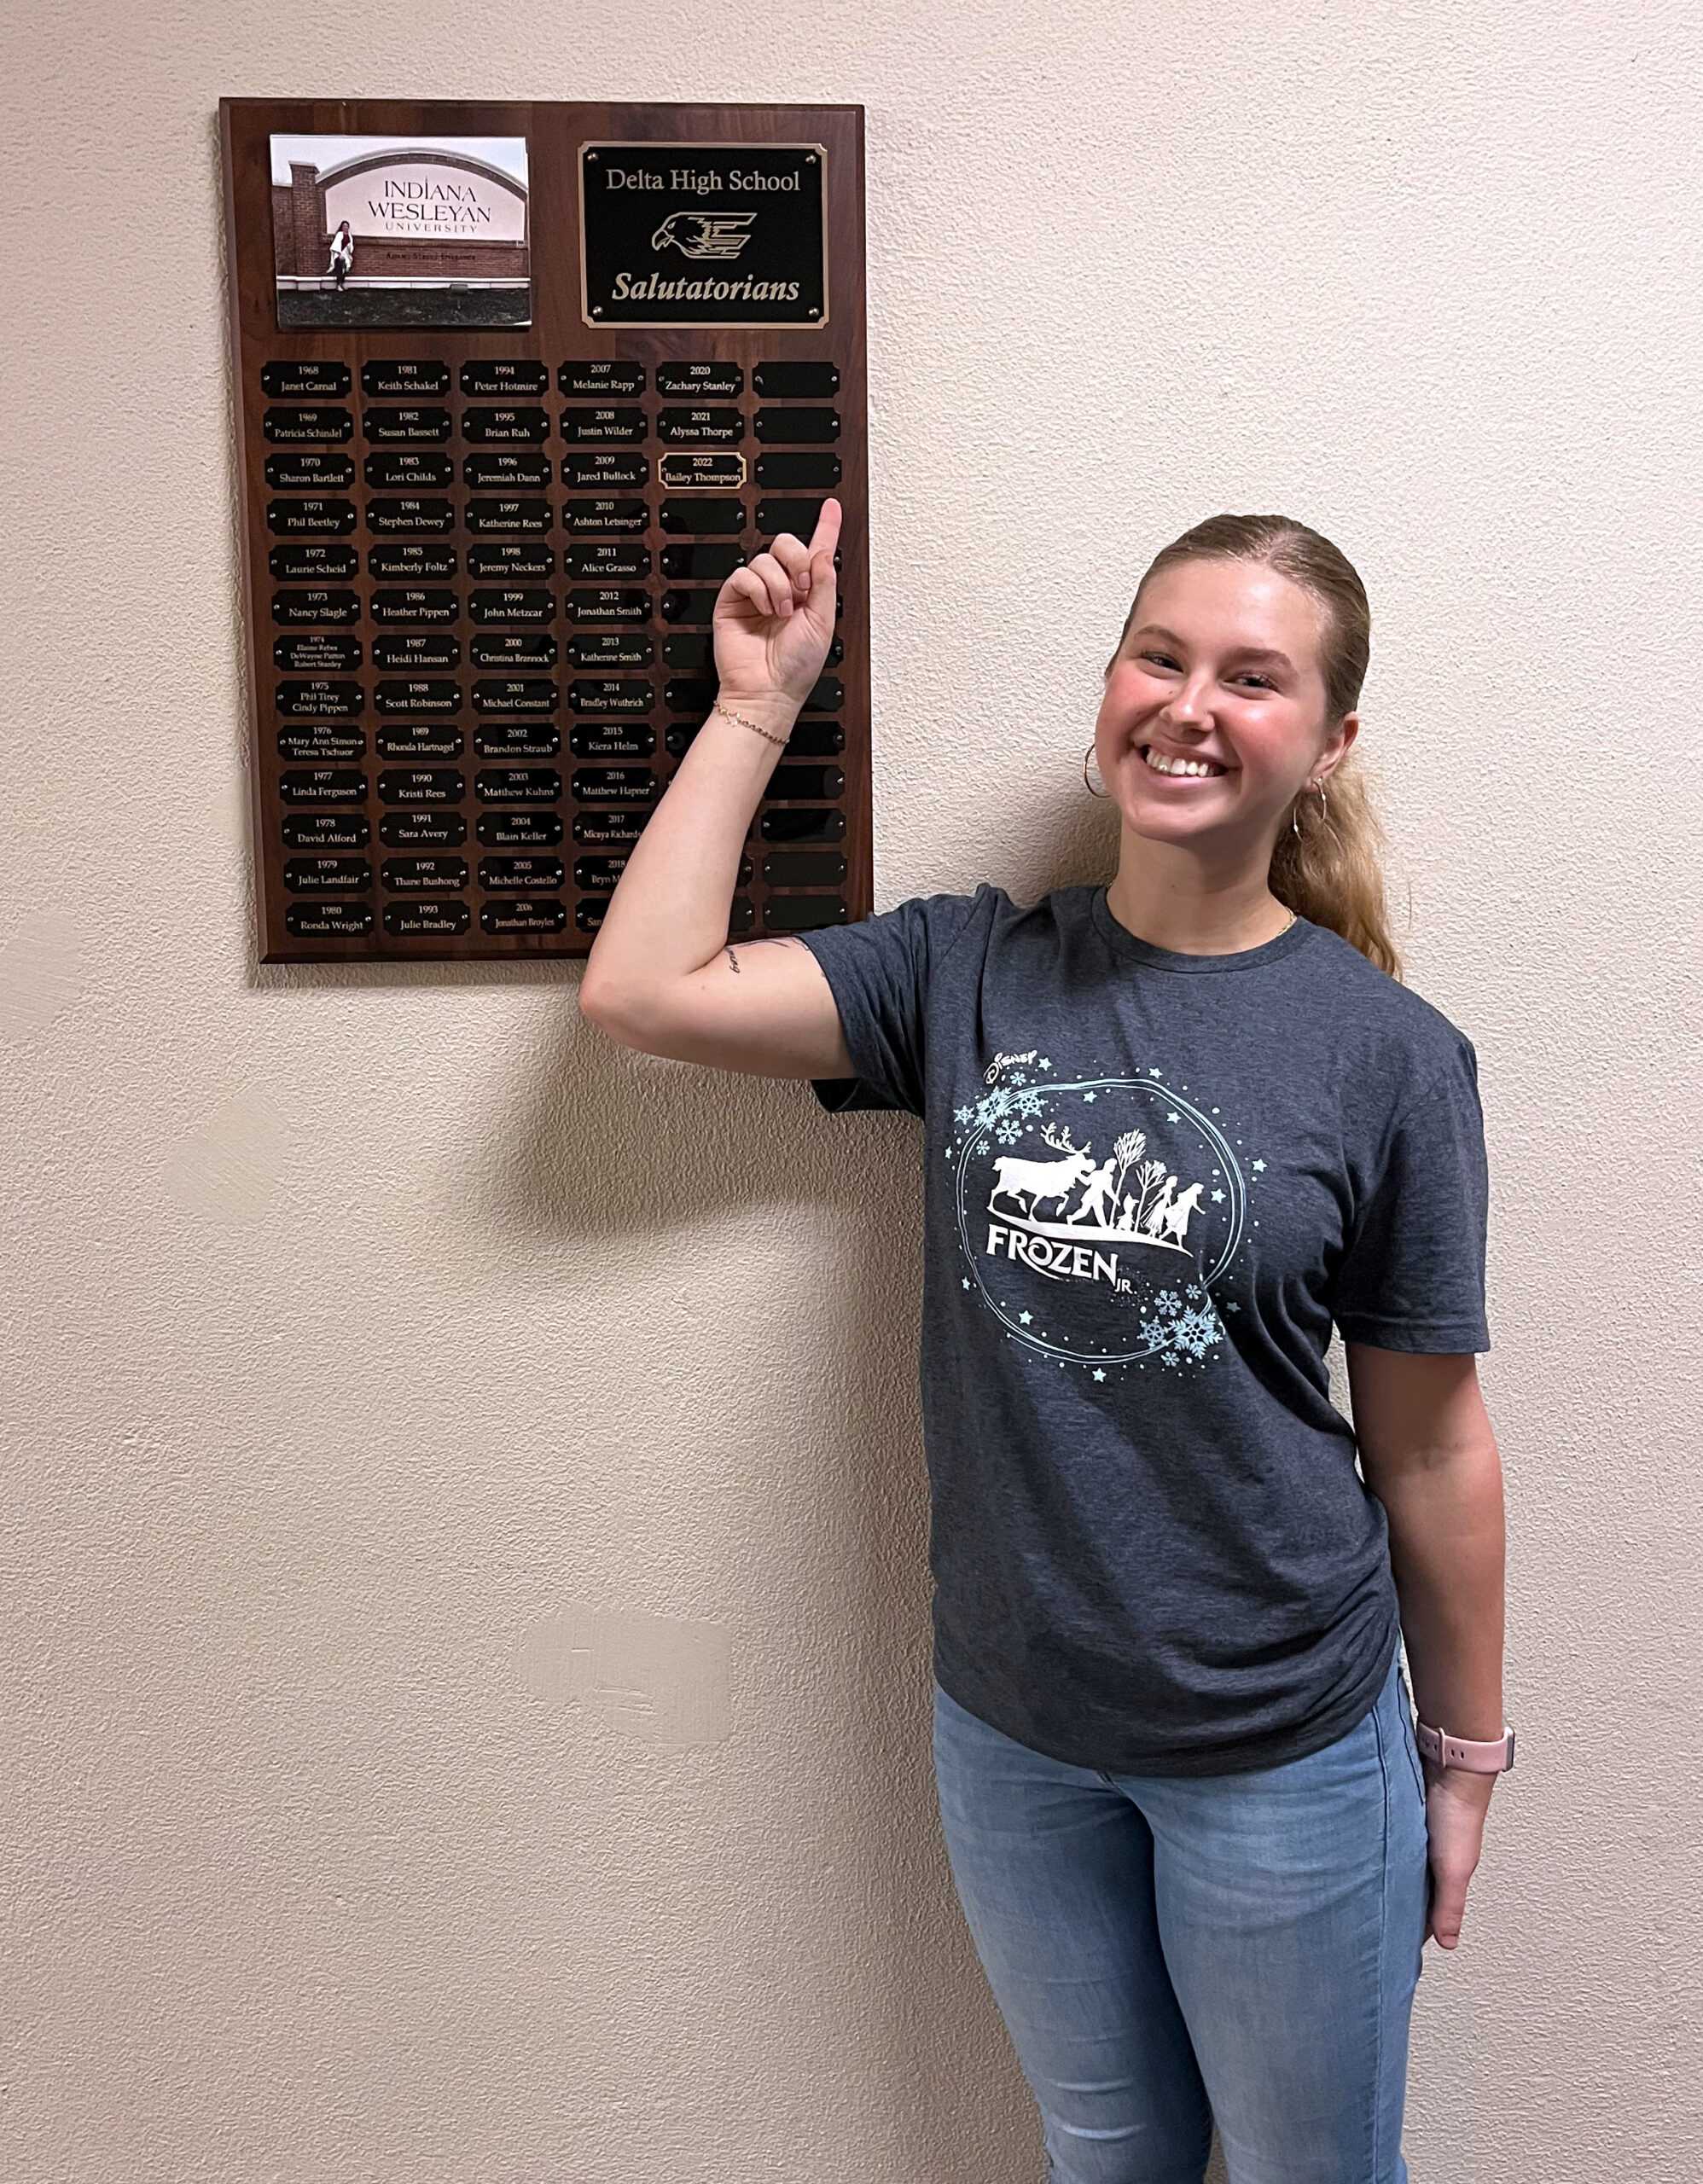 INDIANA
WESLEYAN
UNIVERSITY
Delta High School
Salutatorians
1968
Janet Carnal
1969
Patricia Schindel
1970
Sharon Bartlett
1971
Phil Beetley
1972
Laurie Scheid
1973
Nancy Slagle
1974
DeWayne Patton
Robert Stanley
1975
Phil Tirey
Cindy Pippen
1976
Mary Ann Simon
Teresa Tschuor
1977
Linda Ferguson
1978
David Alford
1979
Julie Landfair
1980
Ronda Wright
1981
Keith Schakel
1982
Susan Bassett
1983
Lori Childs
1984
Stephen Dewey
1985
Kimberly Foltz
1986
Heather Pippen
1987
Heidi Hansan
1988
Scott Robinson
1989
Rhonda Hartnagel
1990
Kristi Rees
1991
Sara Avery
1992
Thane Bushong
1993
Julie Bradley
1994
Peter Hotmire
1995
Brian Ruh
1996
Jeremiah Dann
1997
Katherine Rees
1998
Jeremy Neckers
1999
John Metzcar
2000
Christina Brannock
2001
Michael Constant
2002
Brandon Straub
2003
Matthew Kuhns
2004
Blain Keller
2005
Michelle Costello
2006
Jonathan Broyles
2007
Melanie Rapp
2008
Justin Wilder
2009
Jared Bullock
2010
Ashton Letsinger
2011
Alice Grasso
2012
Jonathan Smith
2013
Katherine Smith
2014
Bradley Wuthrich
2015
Kiera Helm
2016
Matthew Hapner
2017
Micaya Richards
2018
Bryn
2020
Zachary Stanley
2021
Alyssa Thorpe
2022
Bailey Thompson
Disney
FROZEN JR.